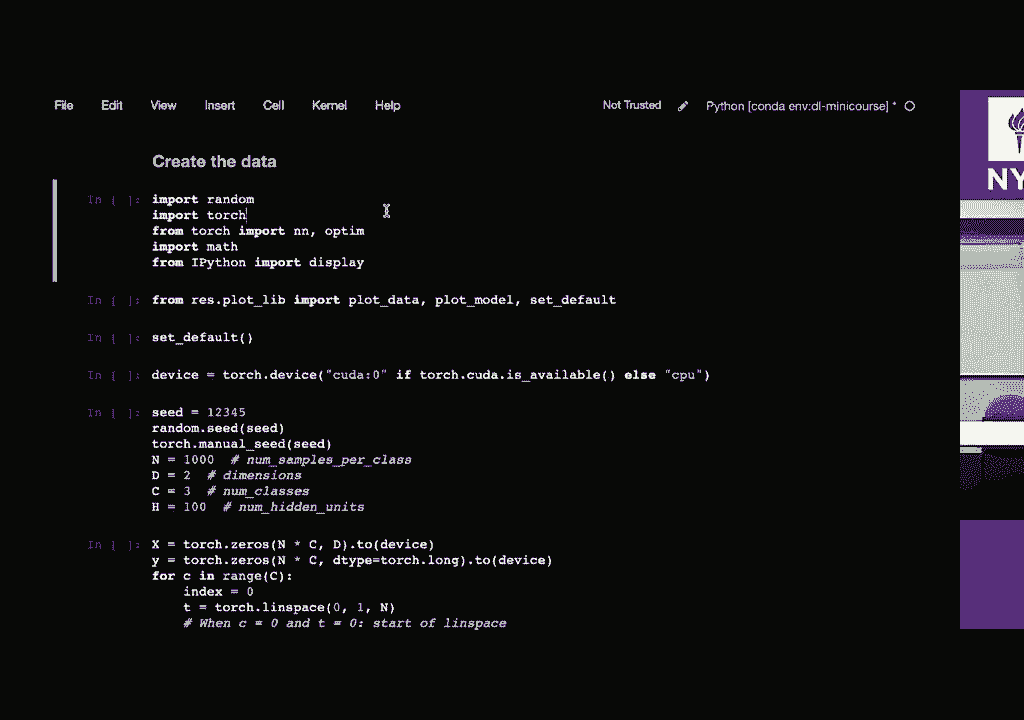 File Edit View Insert Cell Kernel Help Not Trusted Python [conda env:dl-minicourse] *
Create the data
In [ ]: import random
import torch
from torch import nn, optim
import math
from IPython import display
In [ ]: from res.plot_lib import plot_data, plot_model, set_default
In [ ]: set_default()
In [ ]: device = torch.device("cuda:0" if torch.cuda.is_available() else "cpu")
In [ ]: seed = 12345
random.seed(seed)
torch.manual_seed(seed)
N = 1000  # num_samples_per_class
D = 2  # dimensions
C = 3  # num_classes
H = 100  # num_hidden_units
In [ ]: X = torch.zeros(N * C, D).to(device)
y = torch.zeros(N * C, dtype=torch.long).to(device)
for c in range(C):
    index = 0
    t = torch.linspace(0, 1, N)
    # When c = 0 and t = 0: start of linspace
NY